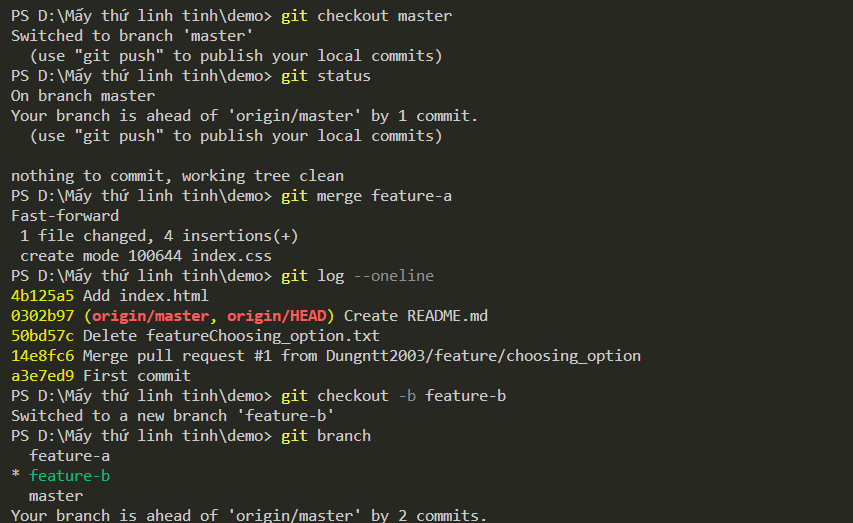 PS D:\Mấy thứ linh tinh\demo> git checkout master
Switched to branch 'master'
  (use "git push" to publish your local commits)
PS D:\Mấy thứ linh tinh\demo> git status
On branch master
Your branch is ahead of 'origin/master' by 1 commit.
  (use "git push" to publish your local commits)

nothing to commit, working tree clean
PS D:\Mấy thứ linh tinh\demo> git merge feature-a
Fast-forward
 1 file changed, 4 insertions(+)
 create mode 100644 index.css
PS D:\Mấy thứ linh tinh\demo> git log --oneline
4b125a5 Add index.html
0302b97 (origin/master, origin/HEAD) Create README.md
50bd57c Delete featureChoosing_option.txt
14e8fc6 Merge pull request #1 from Dungntt2003/feature/choosing_option
a3e7ed9 First commit
PS D:\Mấy thứ linh tinh\demo> git checkout -b feature-b
Switched to a new branch 'feature-b'
PS D:\Mấy thứ linh tinh\demo> git branch
  feature-a
* feature-b
  master
Your branch is ahead of 'origin/master' by 2 commits.